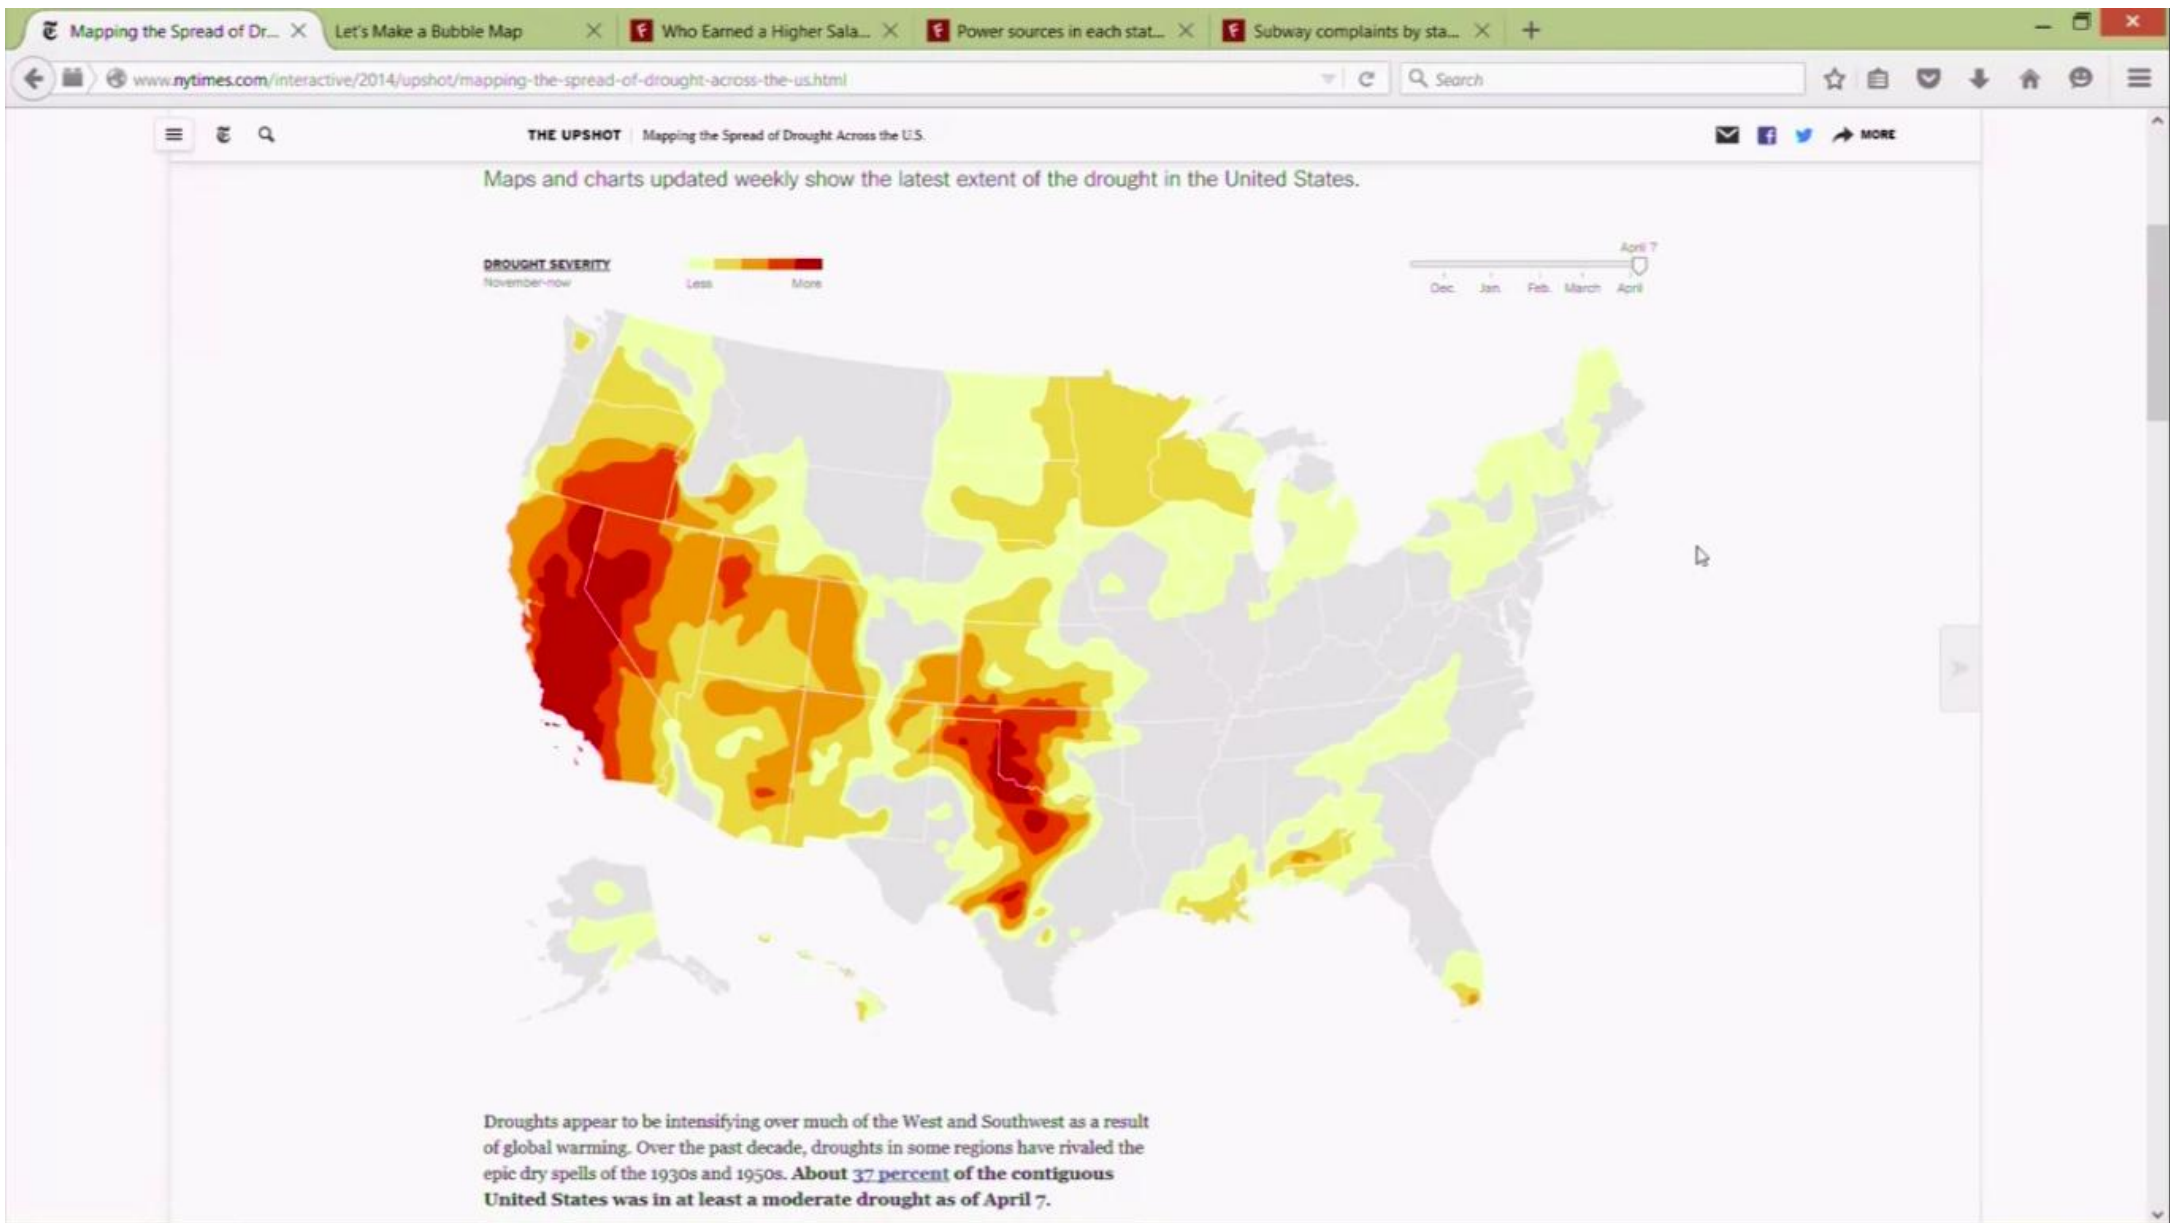 Mapping the Spread of Dr...
Let's Make a Bubble Map
Who Earned a Higher Sala...
Power sources in each stat...
Subway complaints by sta...
www.nytimes.com/interactive/2014/upshot/mapping-the-spread-of-drought-across-the-us.html
Search
THE UPSHOT Mapping the Spread of Drought Across the U.S.
MORE
Maps and charts updated weekly show the latest extent of the drought in the United States.
DROUGHT SEVERITY
November-now
Less More
April 7
Dec. Jan. Feb. March April
Droughts appear to be intensifying over much of the West and Southwest as a result
of global warming. Over the past decade, droughts in some regions have rivaled the
epic dry spells of the 1930s and 1950s. About 37 percent of the contiguous
United States was in at least a moderate drought as of April 7.